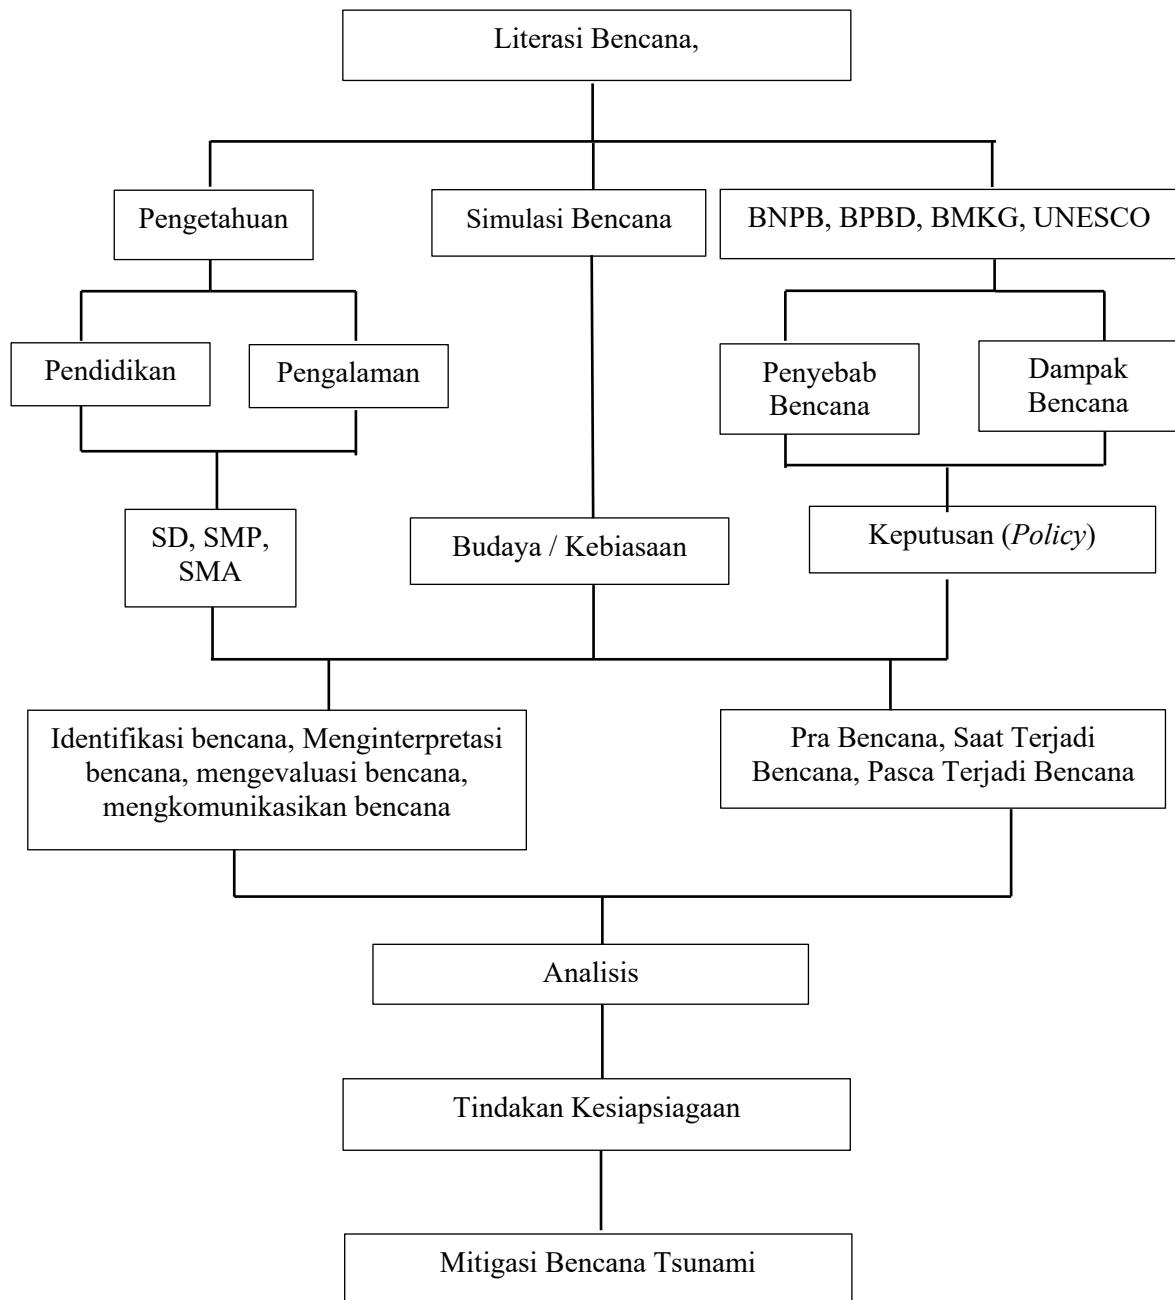 Literasi Bencana,
Pengetahuan
Simulasi Bencana
BNPB, BPBD, BMKG, UNESCO
Pendidikan
Pengalaman
Penyebab
Bencana
Dampak
Bencana
SD, SMP,
SMA
Budaya / Kebiasaan
Keputusan (Policy)
Identifikasi bencana, Menginterpretasi
bencana, mengevaluasi bencana,
mengkomunikasikan bencana
Pra Bencana, Saat Terjadi
Bencana, Pasca Terjadi Bencana
Analisis
Tindakan Kesiapsiagaan
Mitigasi Bencana Tsunami